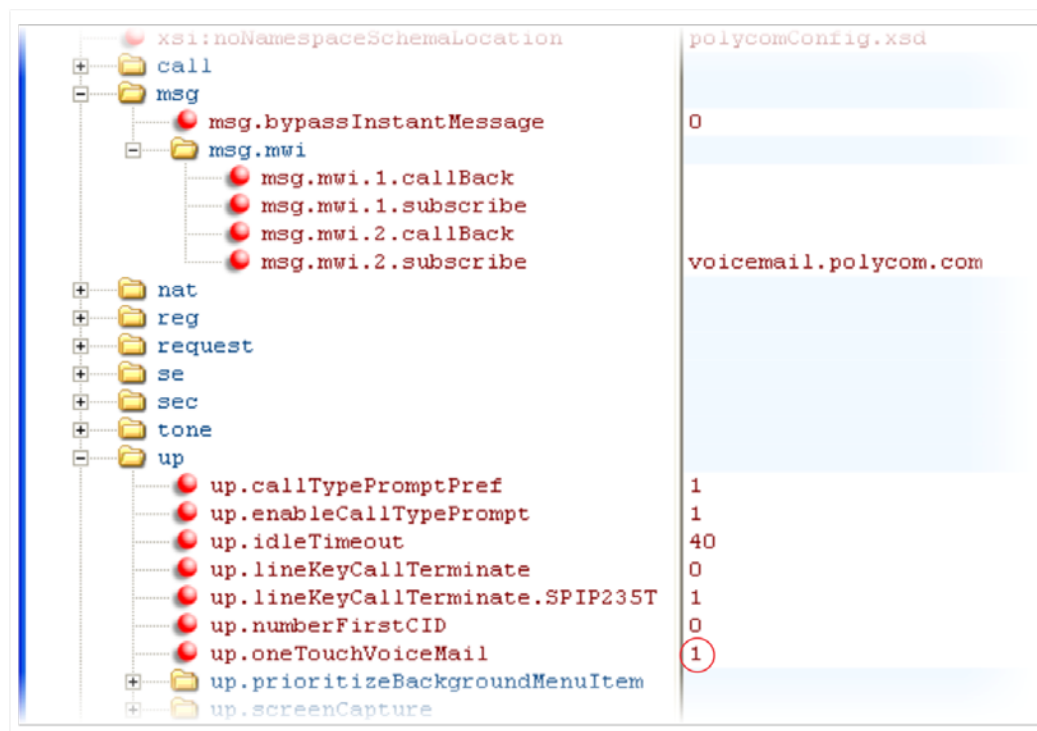 xsi:noNamespaceSchemaLocation polycomConfig.xsd
call
msg
msg.bypassInstantMessage 0
msg.mwi
msg.mwi.1.callBack
msg.mwi.1.subscribe
msg.mwi.2.callBack
msg.mwi.2.subscribe voicemail.polycom.com
nat
reg
request
se
sec
tone
up
up.callTypePromptPref 1
up.enableCallTypePrompt 1
up.idleTimeout 40
up.lineKeyCallTerminate 0
up.lineKeyCallTerminate.SPIP235T 1
up.numberFirstCID 0
up.oneTouchVoiceMail 1
up.prioritizeBackgroundMenuItem
up.screenCapture